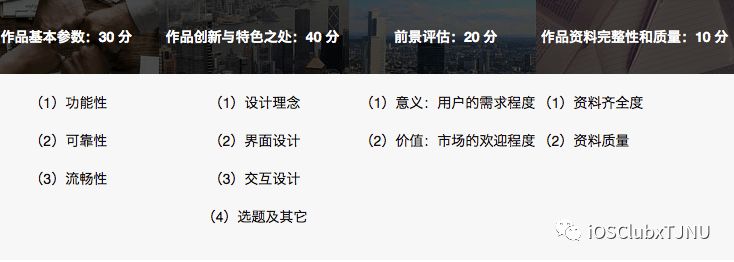 作品基本参数：30 分
作品创新与特色之处：40 分
前景评估：20 分
作品资料完整性和质量：10 分
（1）功能性
（1）设计理念
（1）意义：用户的需求程度
（1）资料齐全度
（2）可靠性
（2）界面设计
（2）价值：市场的欢迎程度
（2）资料质量
（3）流畅性
（3）交互设计
（4）选题及其它
iOSClubxTJNU